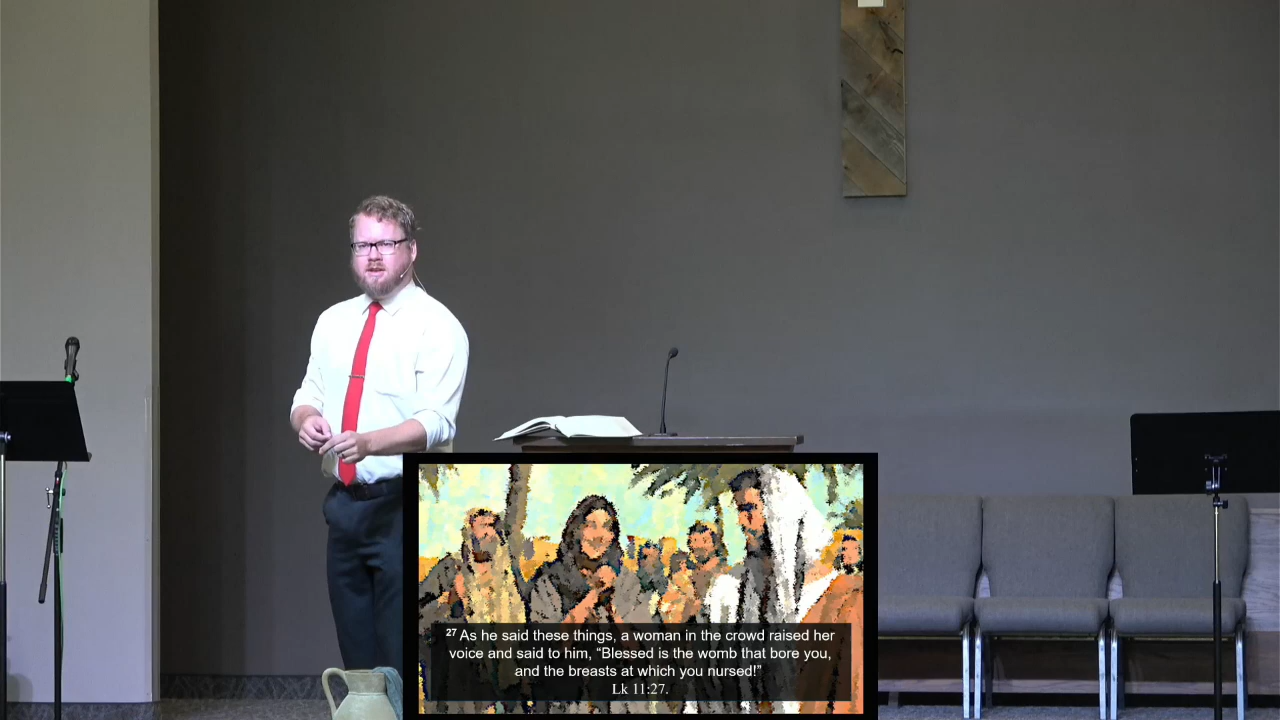 27 As he said these things, a woman in the crowd raised her
voice and said to him, “Blessed is the womb that bore you,
and the breasts at which you nursed!”
Lk 11:27.